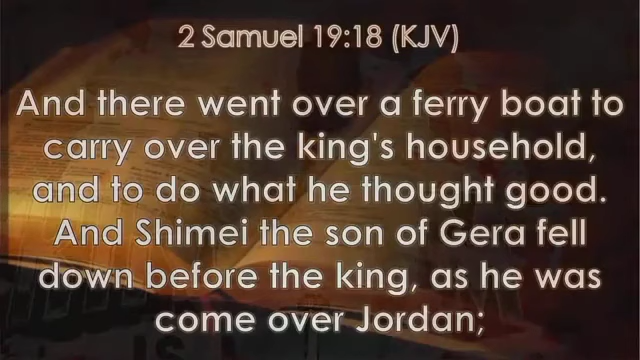 2 Samuel 19:18 (KJV)
And there went over a ferry boat to
carry over the king's household,
and to do what he thought good.
And Shimei the son of Gera fell
down before the king, as he was
come over Jordan;